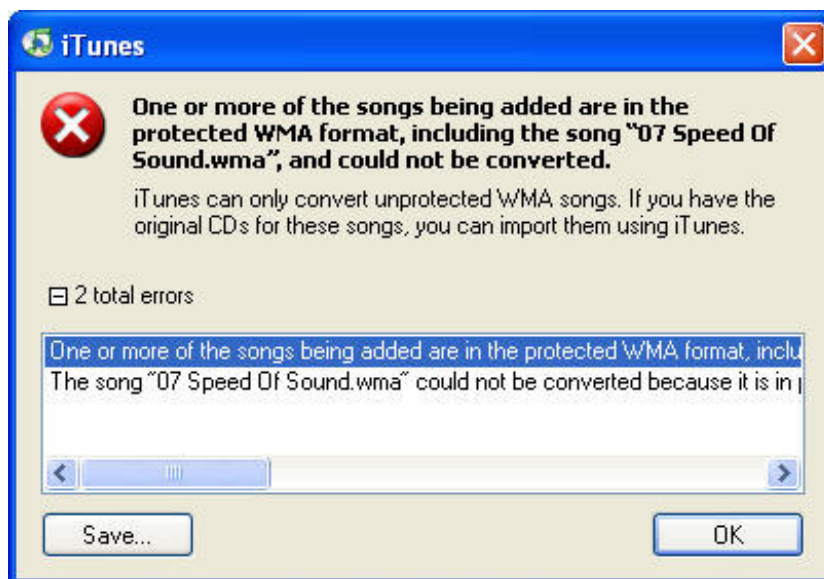 iTunes
One or more of the songs being added are in the
protected WMA format, including the song "07 Speed Of
Sound.wma", and could not be converted.
iTunes can only convert unprotected WMA songs. If you have the
original CDs for these songs, you can import them using iTunes.
2 total errors
One or more of the songs being added are in the protected WMA format, inclu
The song "07 Speed Of Sound.wma" could not be converted because it is in p
Save...
OK